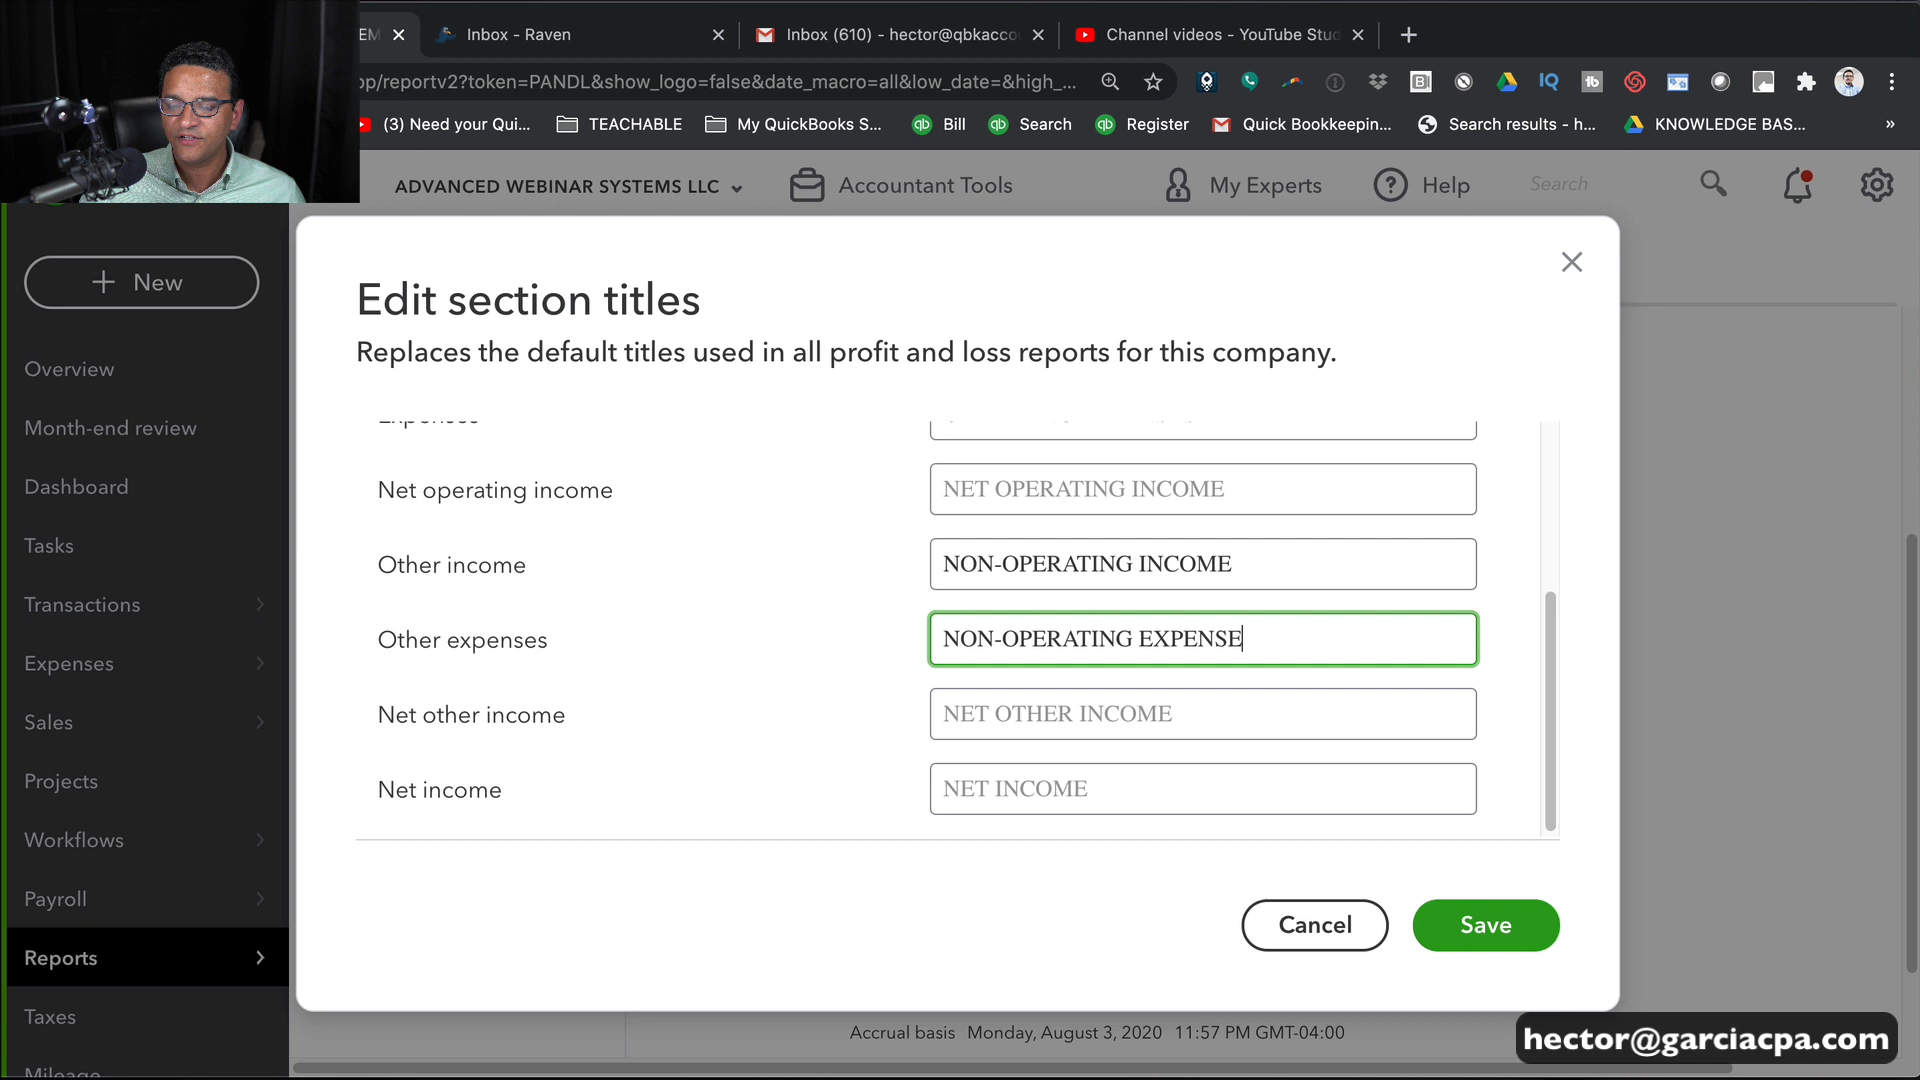 EM
Inbox - Raven
Inbox (610) - hector@qbkacco
Channel videos - YouTube Stud
pp/reportv2?token=PANDL&show_logo=false&date_macro=all&low_date=&high_...
(3) Need your Qui...
TEACHABLE
My QuickBooks S...
Bill
Search
Register
Quick Bookkeepin...
Search results - h...
KNOWLEDGE BAS...
»
ADVANCED WEBINAR SYSTEMS LLC
Accountant Tools
My Experts
Help
Search
New
Overview
Month-end review
Dashboard
Tasks
Transactions
Expenses
Sales
Projects
Workflows
Payroll
Reports
Taxes
Mileage
Edit section titles
Replaces the default titles used in all profit and loss reports for this company.
Expenses
Net operating income
NET OPERATING INCOME
Other income
NON-OPERATING INCOME
Other expenses
NON-OPERATING EXPENSE
Net other income
NET OTHER INCOME
Net income
NET INCOME
Cancel
Save
Accrual basis Monday, August 3, 2020 11:57 PM GMT-04:00
hector@garciacpa.com